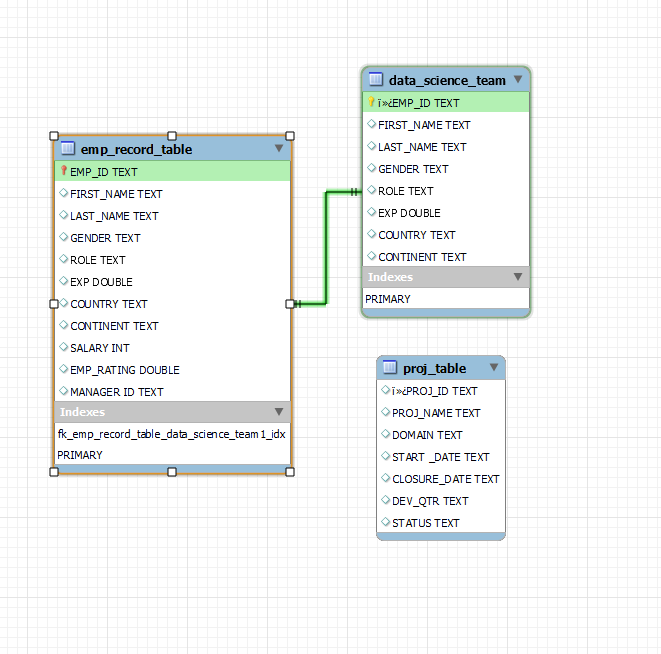 emp_record_table
EMP_ID TEXT
FIRST_NAME TEXT
LAST_NAME TEXT
GENDER TEXT
ROLE TEXT
EXP DOUBLE
COUNTRY TEXT
CONTINENT TEXT
SALARY INT
EMP_RATING DOUBLE
MANAGER ID TEXT
Indexes
fk_emp_record_table_data_science_team1_idx
PRIMARY
data_science_team
ï»¿EMP_ID TEXT
FIRST_NAME TEXT
LAST_NAME TEXT
GENDER TEXT
ROLE TEXT
EXP DOUBLE
COUNTRY TEXT
CONTINENT TEXT
Indexes
PRIMARY
proj_table
ï»¿PROJ_ID TEXT
PROJ_NAME TEXT
DOMAIN TEXT
START _DATE TEXT
CLOSURE_DATE TEXT
DEV_QTR TEXT
STATUS TEXT